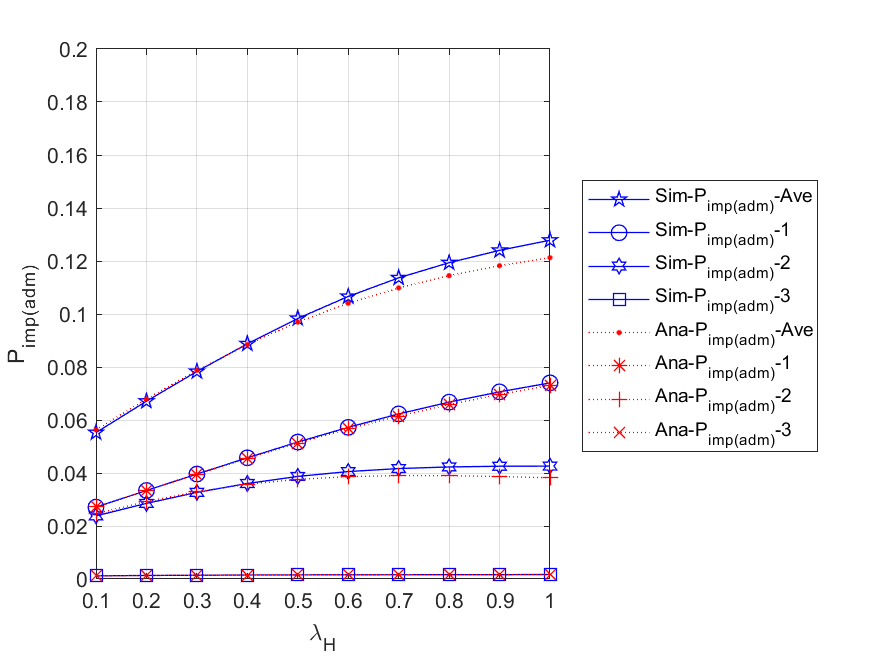 0.2
0.18
0.16
0.14
0.12
0.1
0.08
0.06
0.04
0.02
0
P_imp(adm)
0.1 0.2 0.3 0.4 0.5 0.6 0.7 0.8 0.9 1
λ_H
Sim-P_imp(adm)-Ave
Sim-P_imp(adm)-1
Sim-P_imp(adm)-2
Sim-P_imp(adm)-3
Ana-P_imp(adm)-Ave
Ana-P_imp(adm)-1
Ana-P_imp(adm)-2
Ana-P_imp(adm)-3